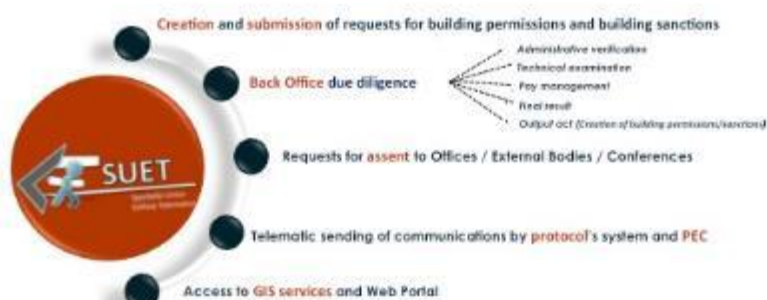 Creation and submission of requests for building permissions and building sanctions
Back Office due diligence
Administrative verification
Technical examination
Pay management
Final result
Output act (Creation of building permissions/sanctions)
Requests for assent to Offices / External Bodies / Conferences
SUET
Telematic sending of communications by protocol's system and PEC
Access to GIS services and Web Portal